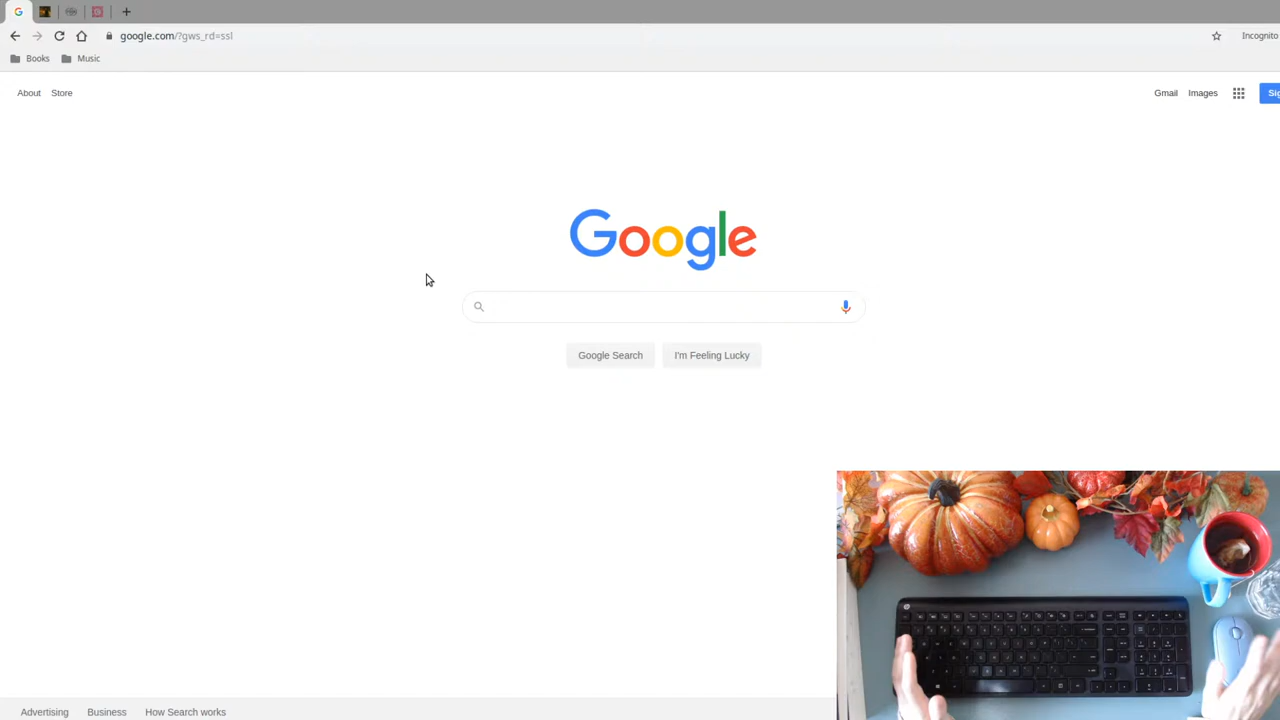 google.com/?gws_rd=ssl
Incognito
Books Music
About Store
Gmail Images
Google
Google Search I'm Feeling Lucky
Advertising Business How Search works